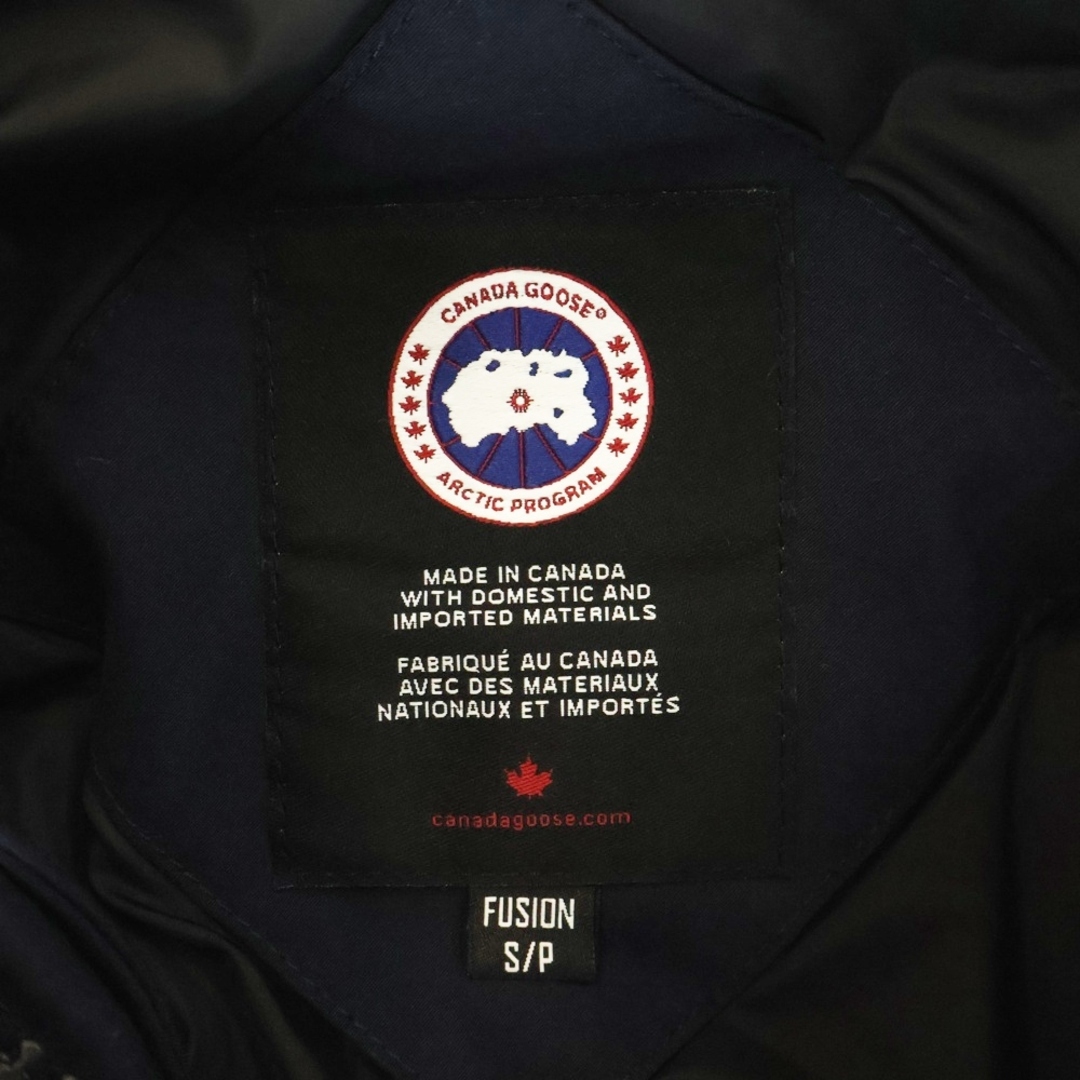 CANADA GOOSE®
ARCTIC PROGRAM
MADE IN CANADA
WITH DOMESTIC AND
IMPORTED MATERIALS
FABRIQUÉ AU CANADA
AVEC DES MATERIAUX
NATIONAUX ET IMPORTÉS
canadagoose.com
FUSION
S/P